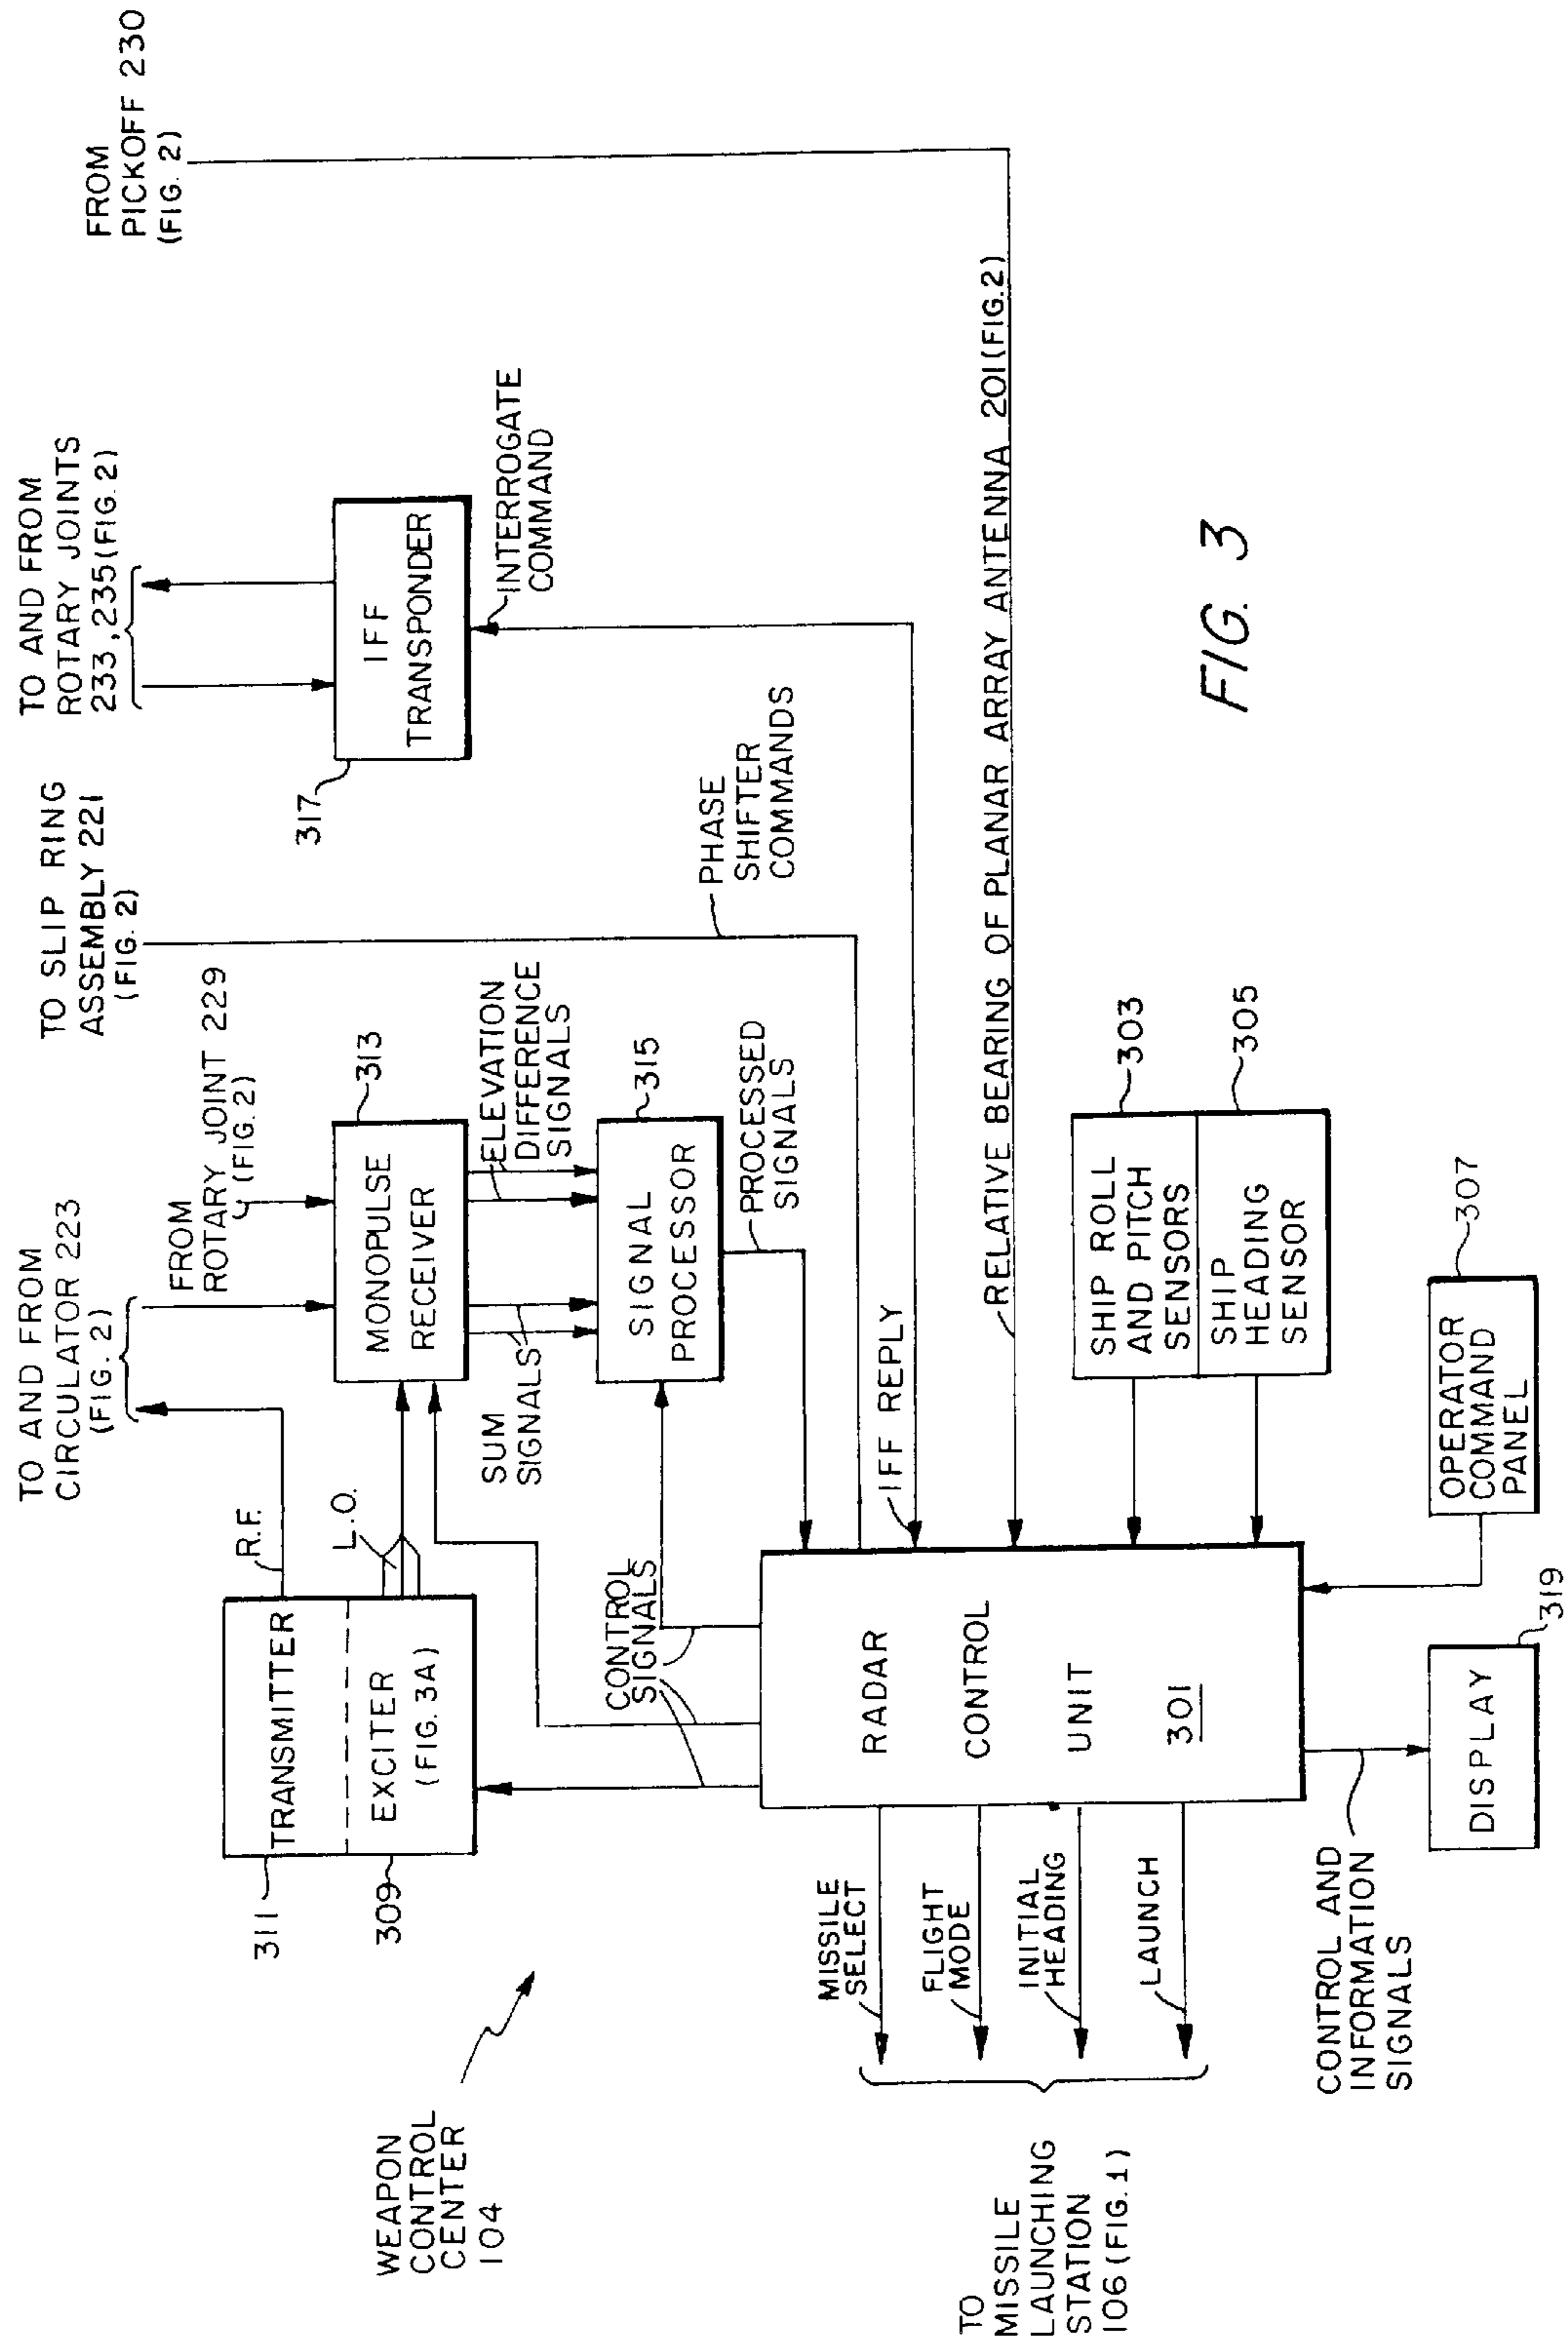 TO AND FROM
CIRCULATOR 223
(FIG. 2)
FROM
ROTARY JOINT 229
(FIG.2)
TO SLIP RING
ASSEMBLY 221
(FIG. 2)
TO AND FROM
ROTARY JOINTS
233,235(FIG.2)
FROM
PICKOFF 230
(FIG. 2)
WEAPON
CONTROL
CENTER
104
311
309
TRANSMITTER
EXCITER
(FIG. 3A)
R.F.
L.O.
313
MONOPULSE
RECEIVER
SUM
SIGNALS
ELEVATION
DIFFERENCE
SIGNALS
315
SIGNAL
PROCESSOR
PROCESSED
SIGNALS
CONTROL
SIGNALS
317
IFF
TRANSPONDER
INTERROGATE
COMMAND
PHASE
SHIFTER
COMMANDS
IFF REPLY
RELATIVE BEARING OF PLANAR ARRAY ANTENNA 201(FIG.2)
RADAR
CONTROL
UNIT
301
MISSILE
SELECT
FLIGHT
MODE
INITIAL
HEADING
LAUNCH
TO
MISSILE
LAUNCHING
STATION
106(FIG.1)
303
SHIP ROLL
AND PITCH
SENSORS
305
SHIP
HEADING
SENSOR
307
OPERATOR
COMMAND
PANEL
319
DISPLAY
CONTROL AND
INFORMATION
SIGNALS
FIG. 3